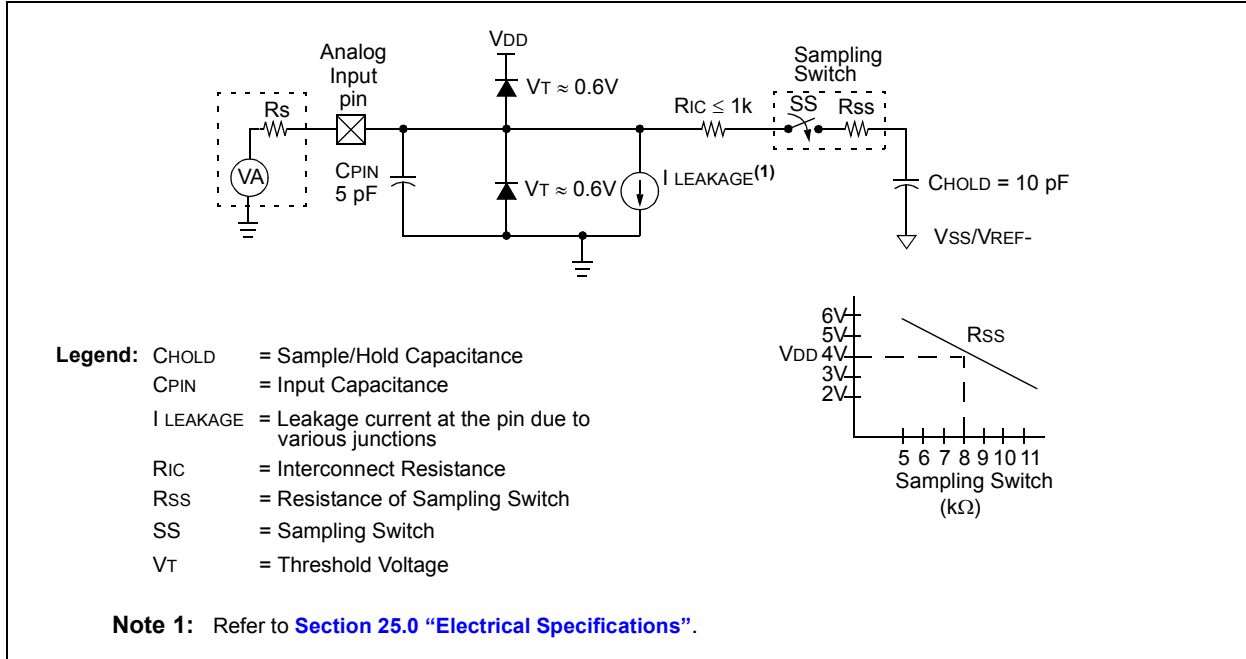 VDD
Analog
Input
pin
Sampling
Switch
VT ≈ 0.6V
Rs
RIC ≤ 1k
SS
Rss
VA
CPIN
5 pF
VT ≈ 0.6V
I LEAKAGE(1)
CHOLD = 10 pF
VSS/VREF-
6V
5V
VDD 4V
3V
2V
RSS
5 6 7 8 9 10 11
Sampling Switch
(kΩ)
Legend: CHOLD = Sample/Hold Capacitance
CPIN = Input Capacitance
I LEAKAGE = Leakage current at the pin due to
various junctions
RIC = Interconnect Resistance
RSS = Resistance of Sampling Switch
SS = Sampling Switch
VT = Threshold Voltage
Note 1: Refer to Section 25.0 “Electrical Specifications”.